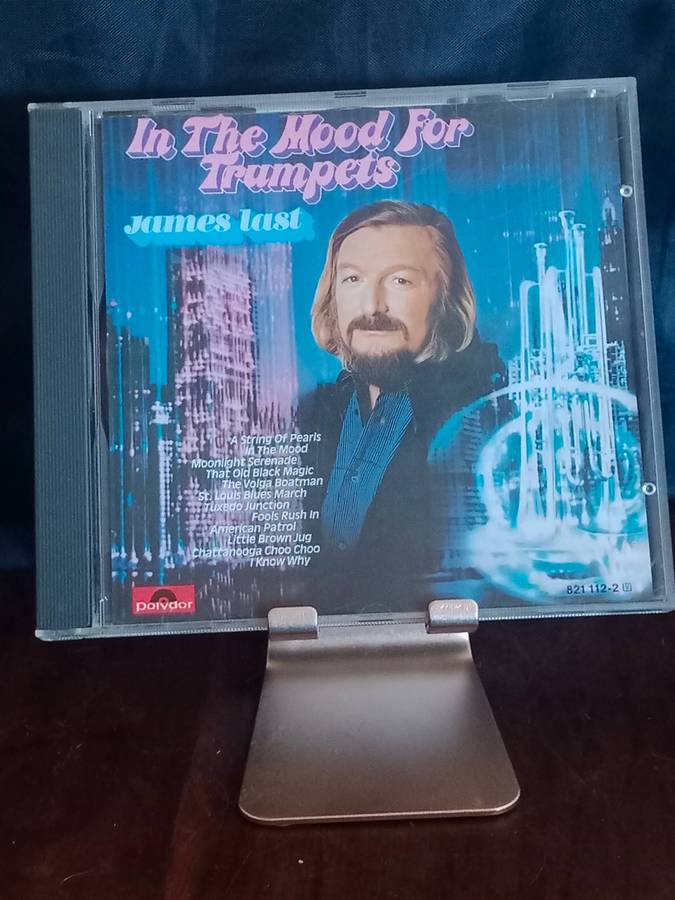 In The Mood For
Trumpets
James Last
A String Of Pearls
In The Mood
Moonlight Serenade
That Old Black Magic
The Volga Boatman
St. Louis Blues March
Tuxedo Junction
Fools Rush In
American Patrol
Little Brown Jug
Chattanooga Choo Choo
I Know Why
polydor
821 112-2